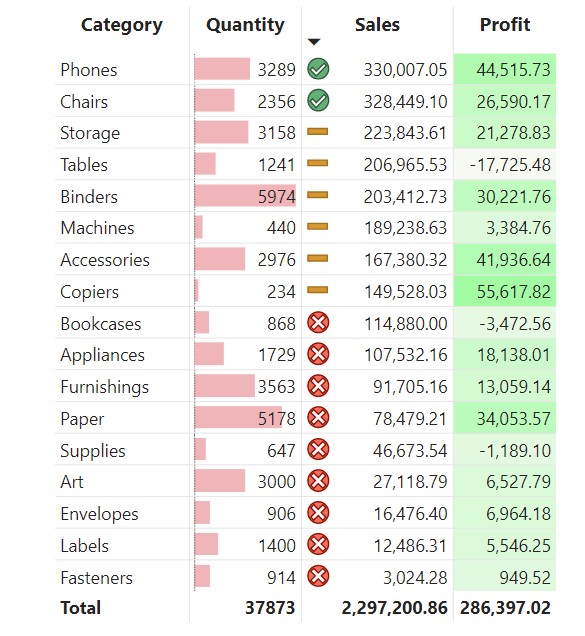 Category Quantity Sales Profit
Phones 3289 330,007.05 44,515.73
Chairs 2356 328,449.10 26,590.17
Storage 3158 223,843.61 21,278.83
Tables 1241 206,965.53 -17,725.48
Binders 5974 203,412.73 30,221.76
Machines 440 189,238.63 3,384.76
Accessories 2976 167,380.32 41,936.64
Copiers 234 149,528.03 55,617.82
Bookcases 868 114,880.00 -3,472.56
Appliances 1729 107,532.16 18,138.01
Furnishings 3563 91,705.16 13,059.14
Paper 5178 78,479.21 34,053.57
Supplies 647 46,673.54 -1,189.10
Art 3000 27,118.79 6,527.79
Envelopes 906 16,476.40 6,964.18
Labels 1400 12,486.31 5,546.25
Fasteners 914 3,024.28 949.52
Total 37873 2,297,200.86 286,397.02